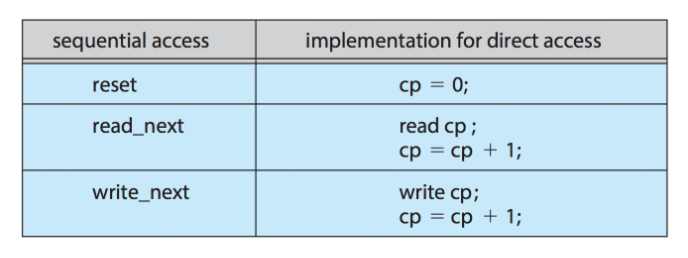 sequential access implementation for direct access
reset cp = 0;
read_next read cp ;
cp = cp + 1;
write_next write cp;
cp = cp + 1;